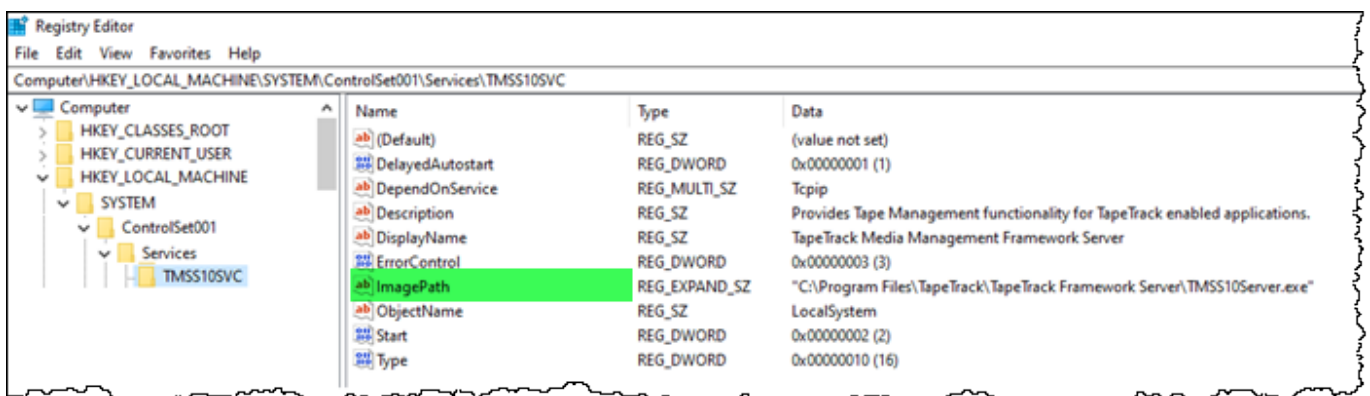 Registry Editor
File Edit View Favorites Help
Computer\HKEY_LOCAL_MACHINE\SYSTEM\ControlSet001\Services\TMSS10SVC
Computer
HKEY_CLASSES_ROOT
HKEY_CURRENT_USER
HKEY_LOCAL_MACHINE
SYSTEM
ControlSet001
Services
TMSS10SVC
Name Type Data
(Default) REG_SZ (value not set)
DelayedAutostart REG_DWORD 0x00000001 (1)
DependOnService REG_MULTI_SZ Tcpip
Description REG_SZ Provides Tape Management functionality for TapeTrack enabled applications.
DisplayName REG_SZ TapeTrack Media Management Framework Server
ErrorControl REG_DWORD 0x00000003 (3)
ImagePath REG_EXPAND_SZ "C:\Program Files\TapeTrack\TapeTrack Framework Server\TMSS10Server.exe"
ObjectName REG_SZ LocalSystem
Start REG_DWORD 0x00000002 (2)
Type REG_DWORD 0x00000010 (16)